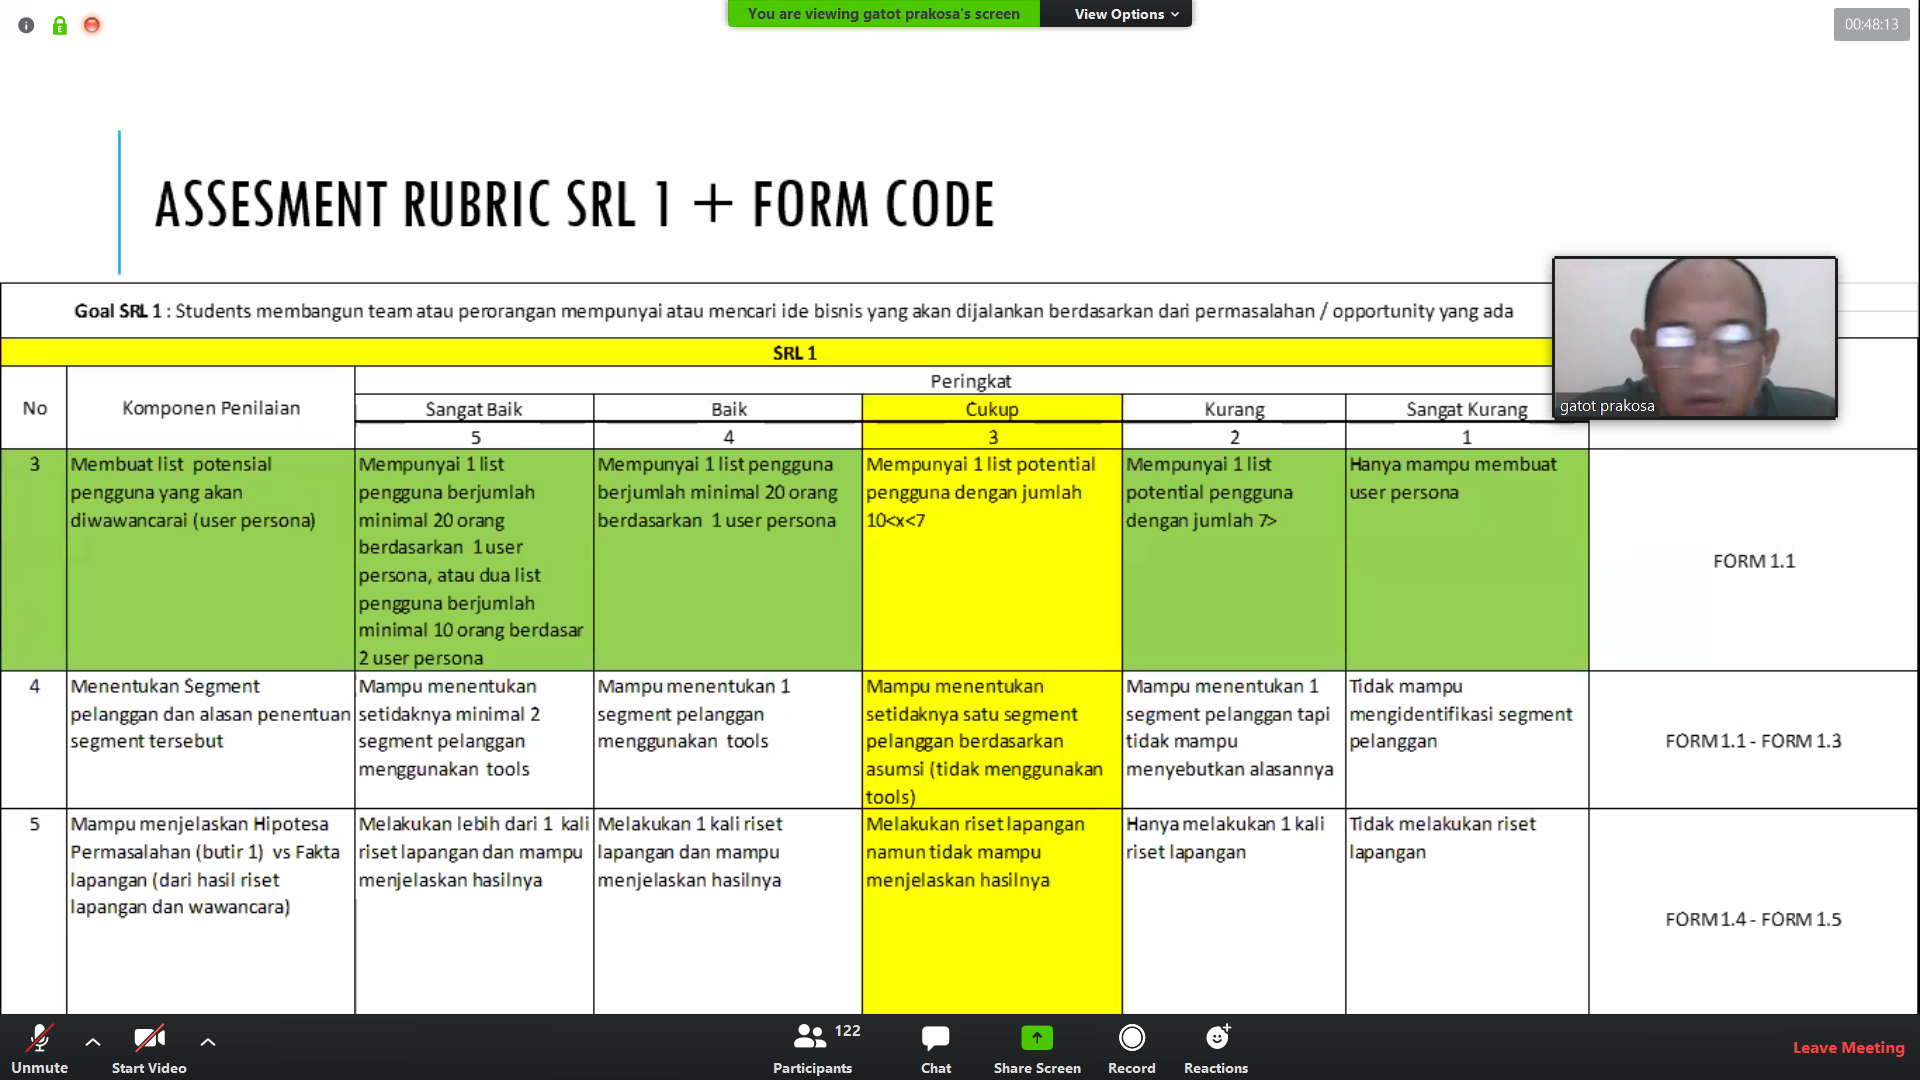 You are viewing gatot prakosa's screen
View Options
00:48:13
ASSESMENT RUBRIC SRL 1 + FORM CODE
Goal SRL 1 : Students membangun team atau perorangan mempunyai atau mencari ide bisnis yang akan dijalankan berdasarkan dari permasalahan / opportunity yang ada
SRL 1
No
Komponen Penilaian
Peringkat
Sangat Baik
Baik
Cukup
Kurang
Sangat Kurang
5
4
3
2
1
gatot prakosa
3
Membuat list potensial
pengguna yang akan
diwawancarai (user persona)
Mempunyai 1 list
pengguna berjumlah
minimal 20 orang
berdasarkan 1 user
persona, atau dua list
pengguna berjumlah
minimal 10 orang berdasar
2 user persona
Mempunyai 1 list pengguna
berjumlah minimal 20 orang
berdasarkan 1 user persona
Mempunyai 1 list potential
pengguna dengan jumlah
10<x<7
Mempunyai 1 list
potential pengguna
dengan jumlah 7>
Hanya mampu membuat
user persona
FORM 1.1
4
Menentukan Segment
pelanggan dan alasan penentuan
segment tersebut
Mampu menentukan
setidaknya minimal 2
segment pelanggan
menggunakan tools
Mampu menentukan 1
segment pelanggan
menggunakan tools
Mampu menentukan
setidaknya satu segment
pelanggan berdasarkan
asumsi (tidak menggunakan
tools)
Mampu menentukan 1
segment pelanggan tapi
tidak mampu
menyebutkan alasannya
Tidak mampu
mengidentifikasi segment
pelanggan
FORM 1.1 - FORM 1.3
5
Mampu menjelaskan Hipotesa
Permasalahan (butir 1) vs Fakta
lapangan (dari hasil riset
lapangan dan wawancara)
Melakukan lebih dari 1 kali
riset lapangan dan mampu
menjelaskan hasilnya
Melakukan 1 kali riset
lapangan dan mampu
menjelaskan hasilnya
Melakukan riset lapangan
namun tidak mampu
menjelaskan hasilnya
Hanya melakukan 1 kali
riset lapangan
Tidak melakukan riset
lapangan
FORM 1.4 - FORM 1.5
Unmute
Start Video
122
Participants
Chat
Share Screen
Record
Reactions
Leave Meeting